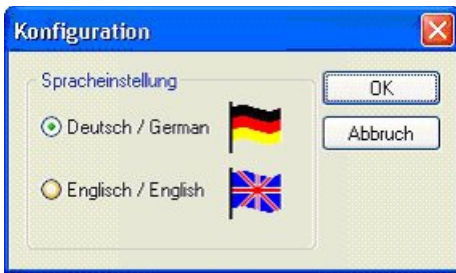 Konfiguration
Spracheinstellung
Deutsch / German
Englisch / English
OK
Abbruch